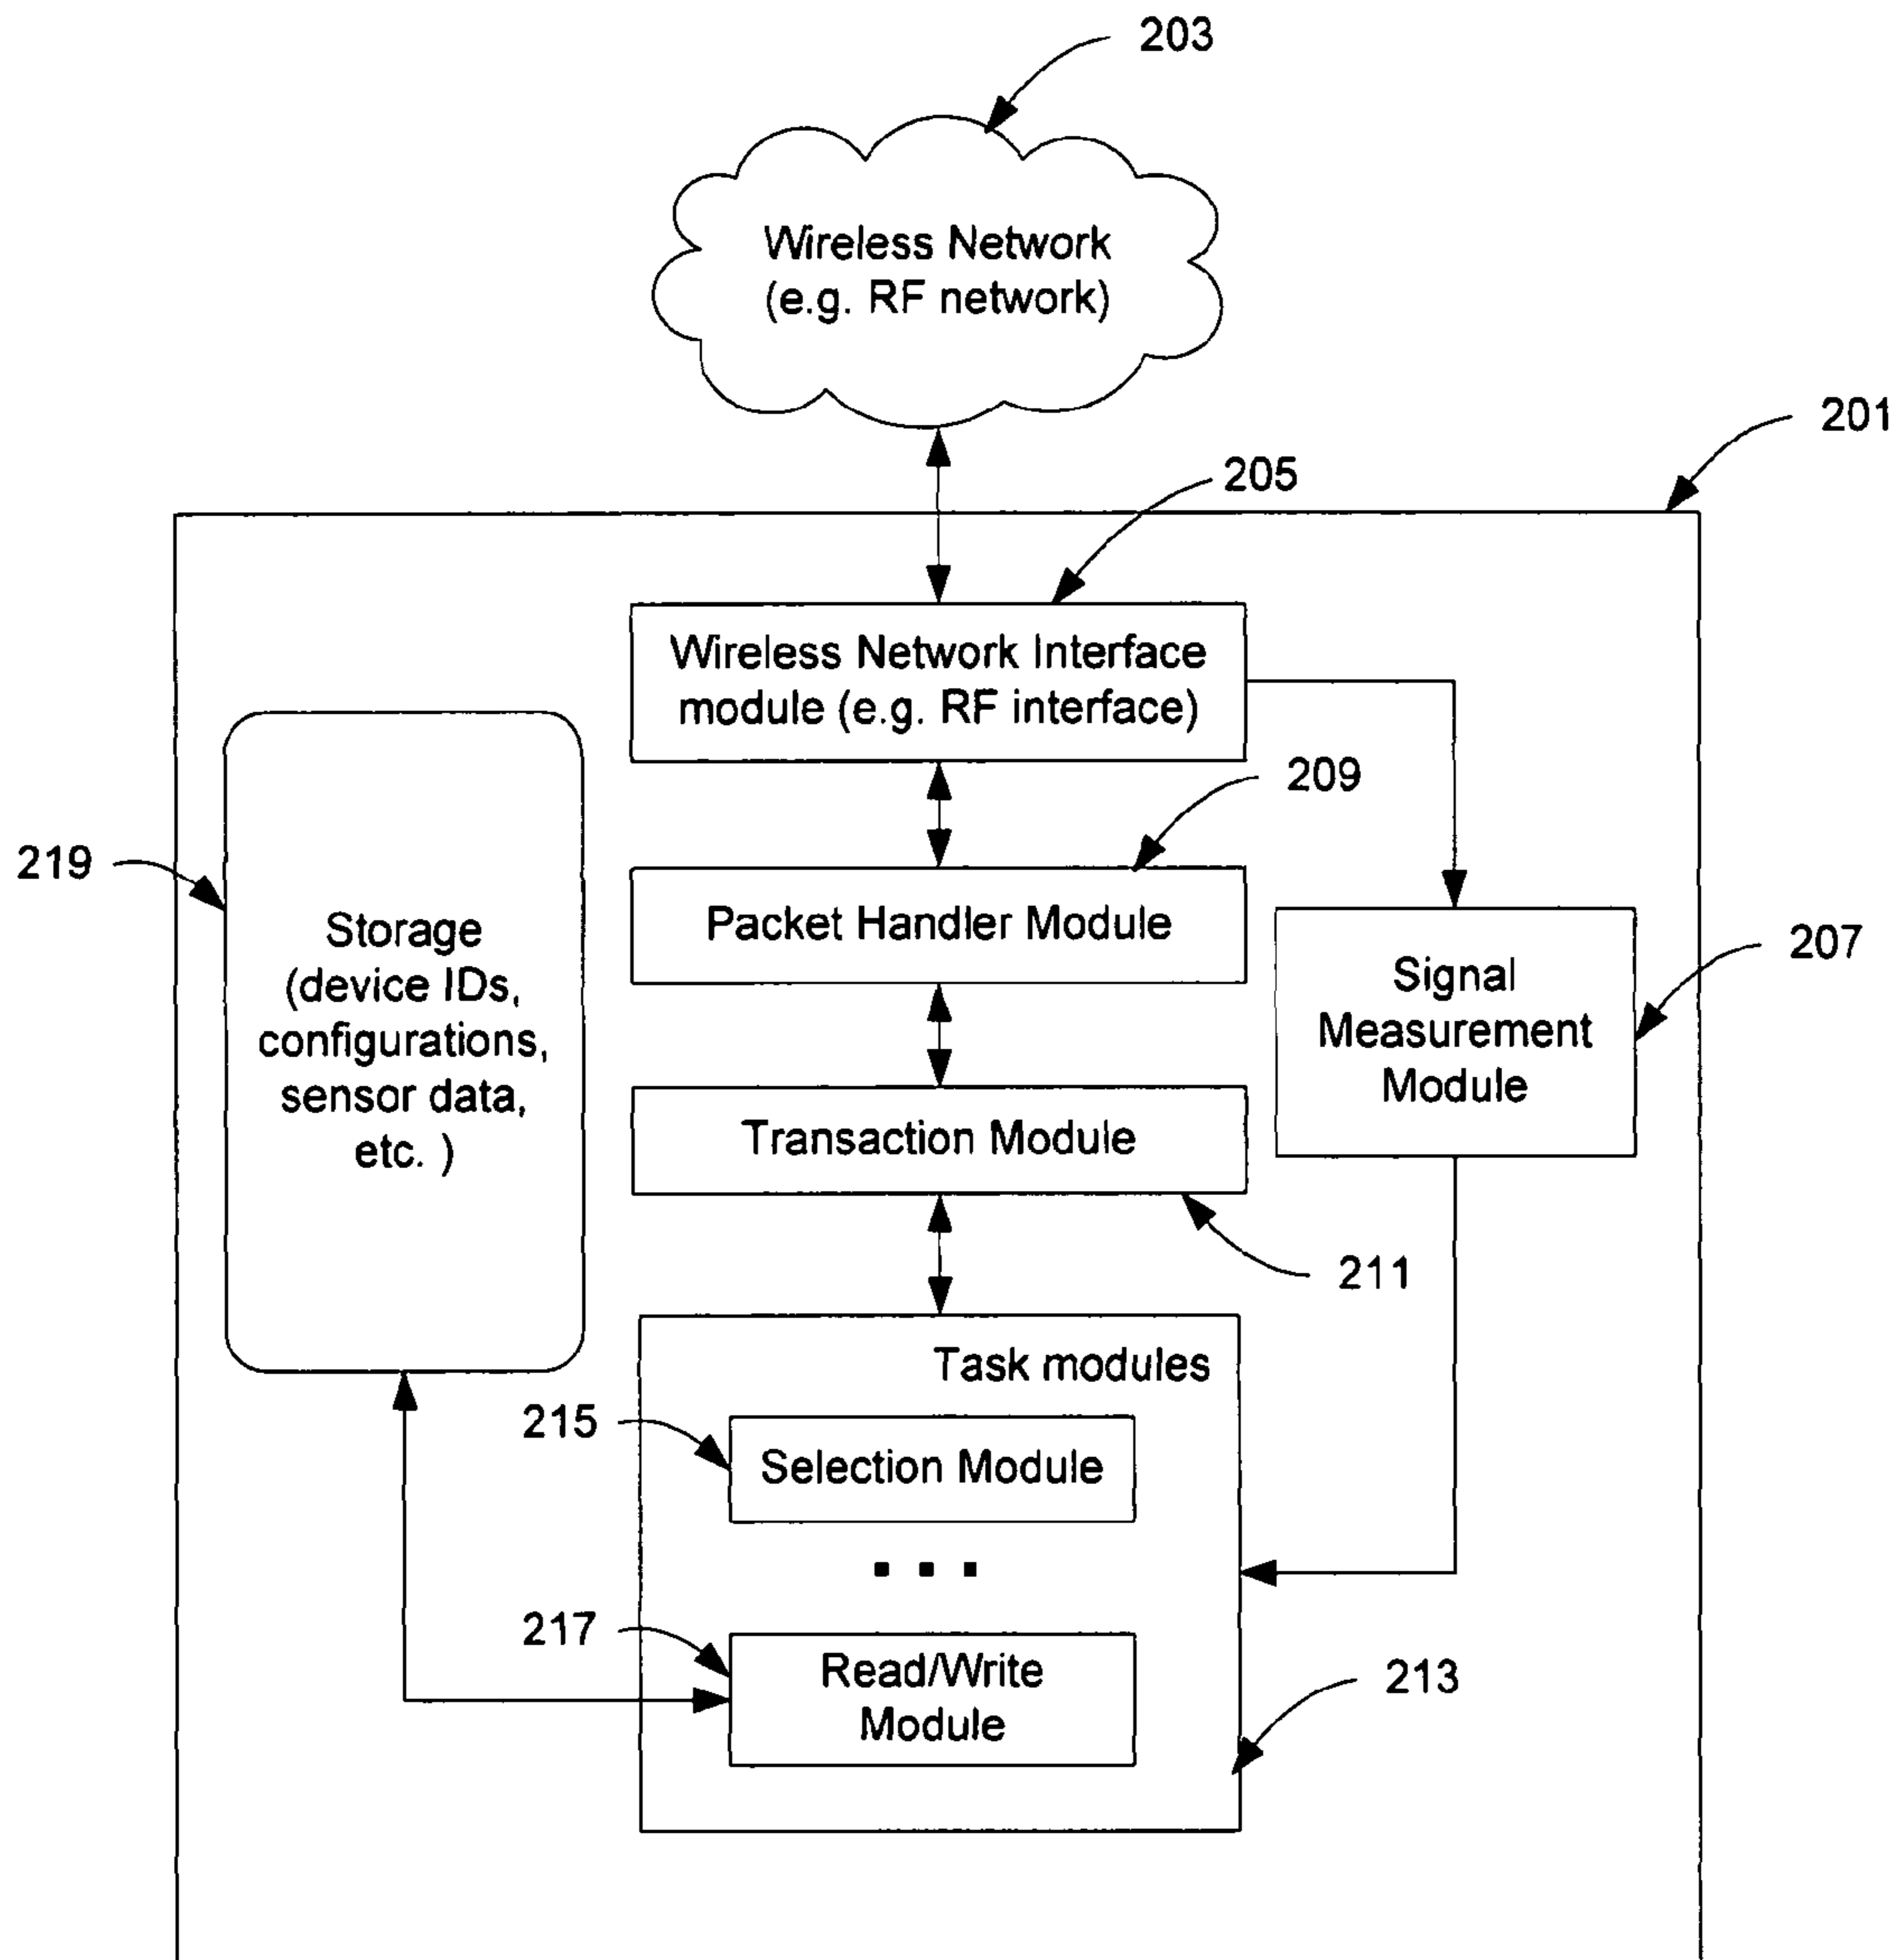 203
Wireless Network
(e.g. RF network)
201
205
Wireless Network Interface
module (e.g. RF interface)
209
219
Storage
(device IDs,
configurations,
sensor data,
etc. )
Packet Handler Module
207
Signal
Measurement
Module
Transaction Module
211
Task modules
215
Selection Module
...
217
Read/Write
Module
213